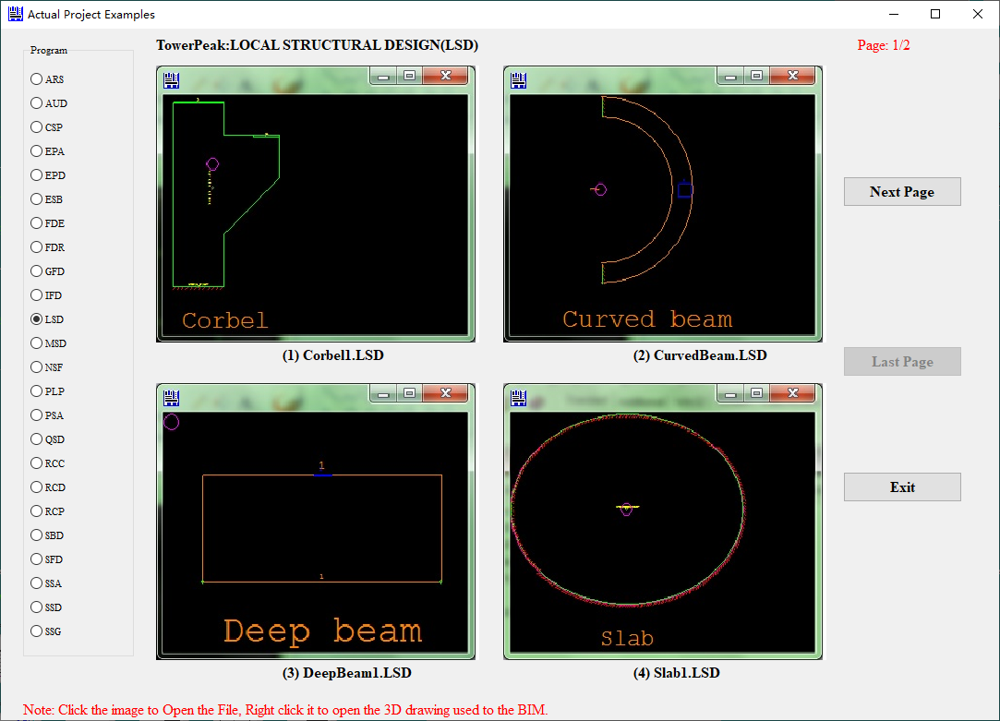 Actual Project Examples
Program
ARS
AUD
CSP
EPA
EPD
ESB
FDE
FDR
GFD
IFD
LSD
MSD
NSF
PLP
PSA
QSD
RCC
RCD
RCP
SBD
SFD
SSA
SSD
SSG
TowerPeak:LOCAL STRUCTURAL DESIGN(LSD)
Page: 1/2
Corbel
(1) Corbel1.LSD
Curved beam
(2) CurvedBeam.LSD
1
1
Deep beam
(3) DeepBeam1.LSD
Slab
(4) Slab1.LSD
Next Page
Last Page
Exit
Note: Click the image to Open the File, Right click it to open the 3D drawing used to the BIM.